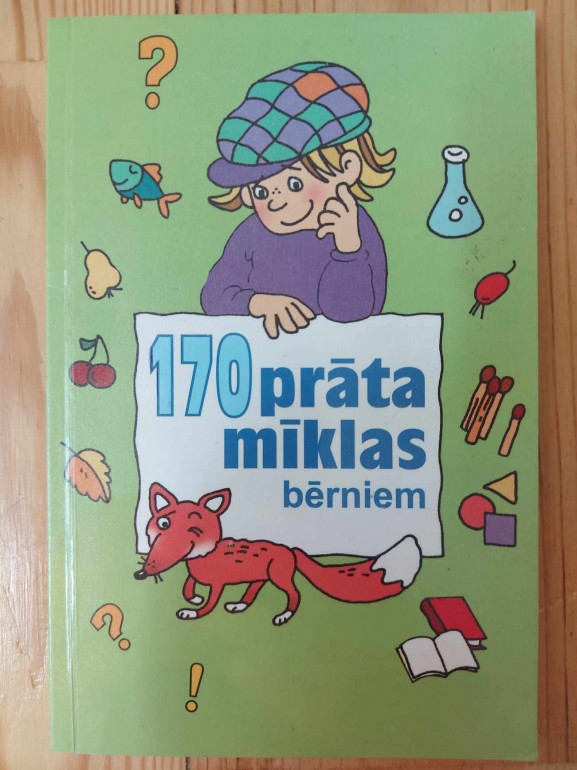 ?
170 prāta
mīklas
bērniem
?
!